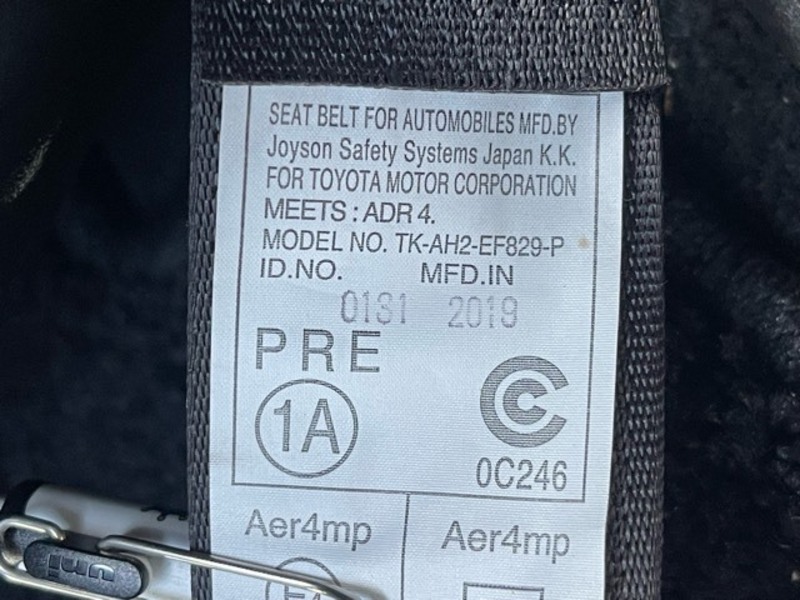 SEAT BELT FOR AUTOMOBILES MFD.BY
Joyson Safety Systems Japan K.K.
FOR TOYOTA MOTOR CORPORATION
MEETS : ADR 4.
MODEL NO. TK-AH2-EF829-P
ID.NO. MFD.IN
2019
PRE
1A
0C246
Aer4mp Aer4mp
umi